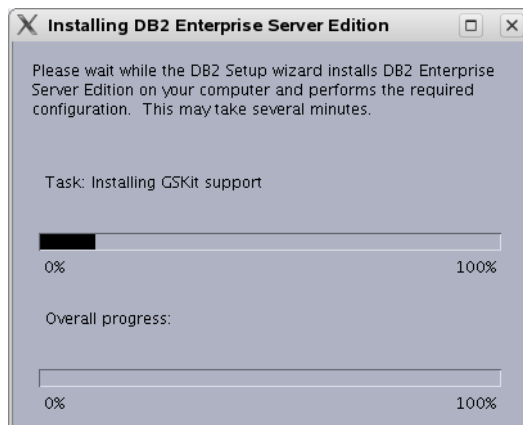 Installing DB2 Enterprise Server Edition
Please wait while the DB2 Setup wizard installs DB2 Enterprise
Server Edition on your computer and performs the required
configuration. This may take several minutes.
Task: Installing GSKit support
0% 100%
Overall progress:
0% 100%